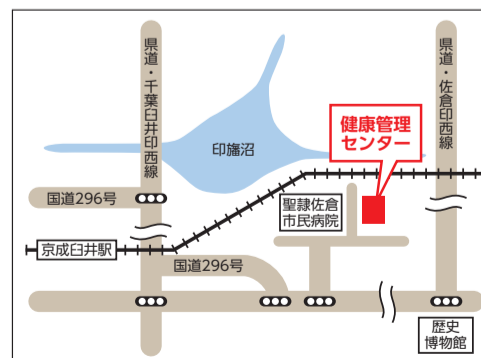 県道・千葉臼井印西線
県道・佐倉印西線
印旛沼
健康管理
センター
国道296号
聖隷佐倉
市民病院
京成臼井駅
国道296号
歴史
博物館